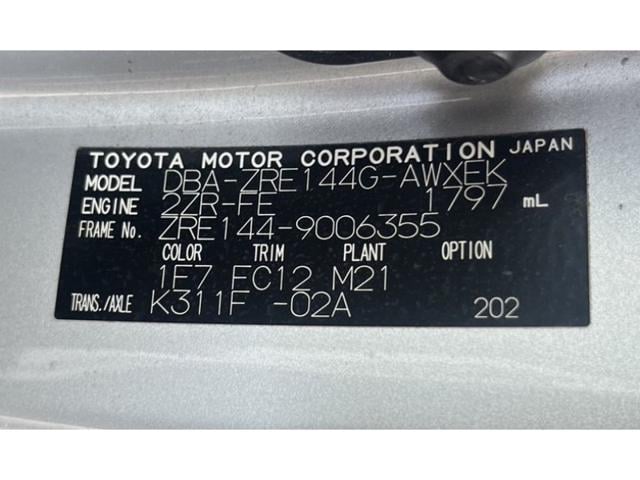 TOYOTA MOTOR CORPORATION JAPAN
MODEL DBA-ZRE144G-AWXEK
ENGINE 2ZR-FE 1797 mL
FRAME No. ZRE144-9006355
COLOR TRIM PLANT OPTION
1F7 FC12 M21
TRANS./AXLE K311F -02A 202